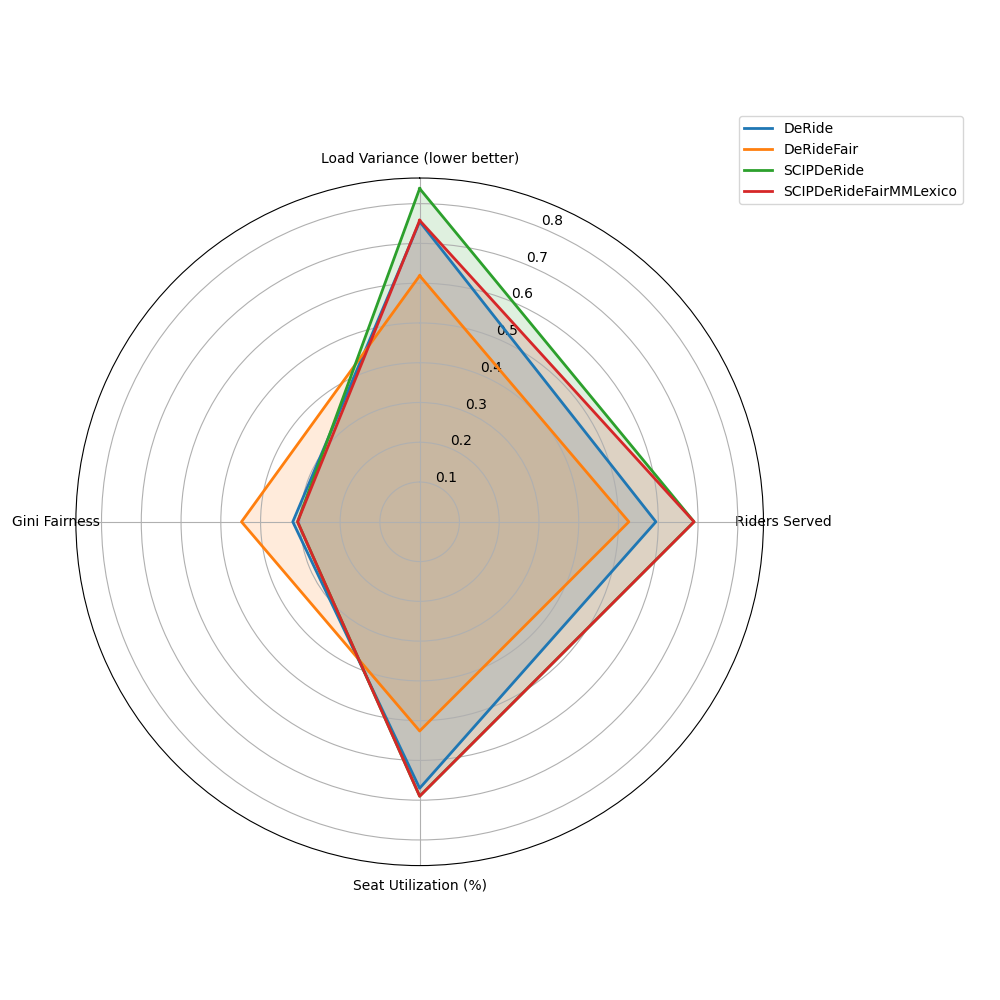 DeRide
DeRideFair
SCIPDeRide
SCIPDeRideFairMMLexico
Load Variance (lower better)
0.8
0.7
0.6
0.5
0.4
0.3
0.2
0.1
Gini Fairness
Riders Served
Seat Utilization (%)